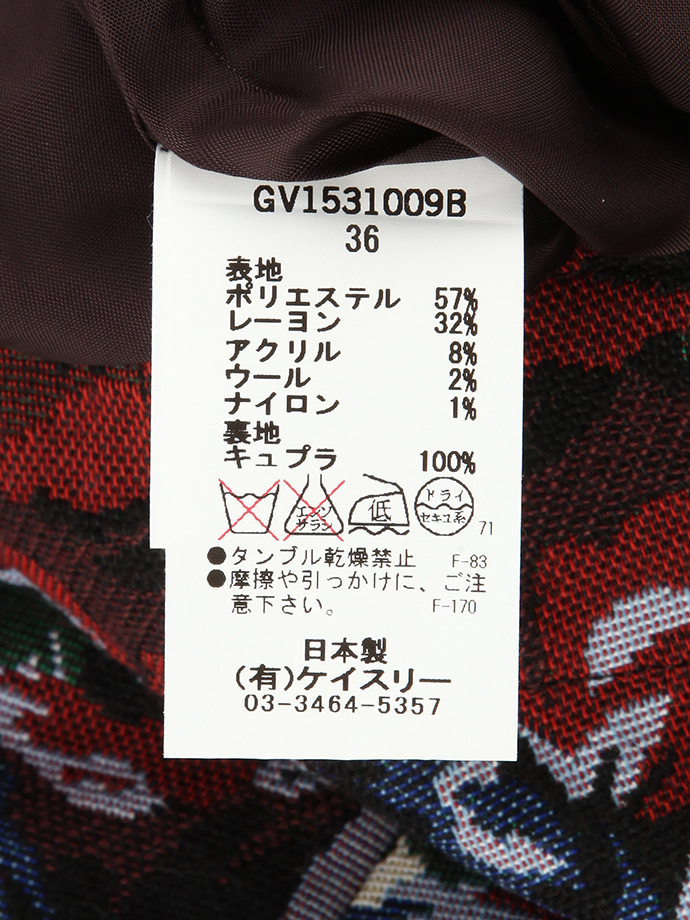 GV1531009B
36
表地
ポリエステル 57%
レーヨン 32%
アクリル 8%
ウール 2%
ナイロン 1%
裏地
キュプラ 100%
エンソ サラシ 低 ドライ セキユ系 71
●タンブル乾燥禁止 F-83
●摩擦や引っかけに、ご注
意下さい。 F-170
日本製
(有)ケイスリー
03-3464-5357